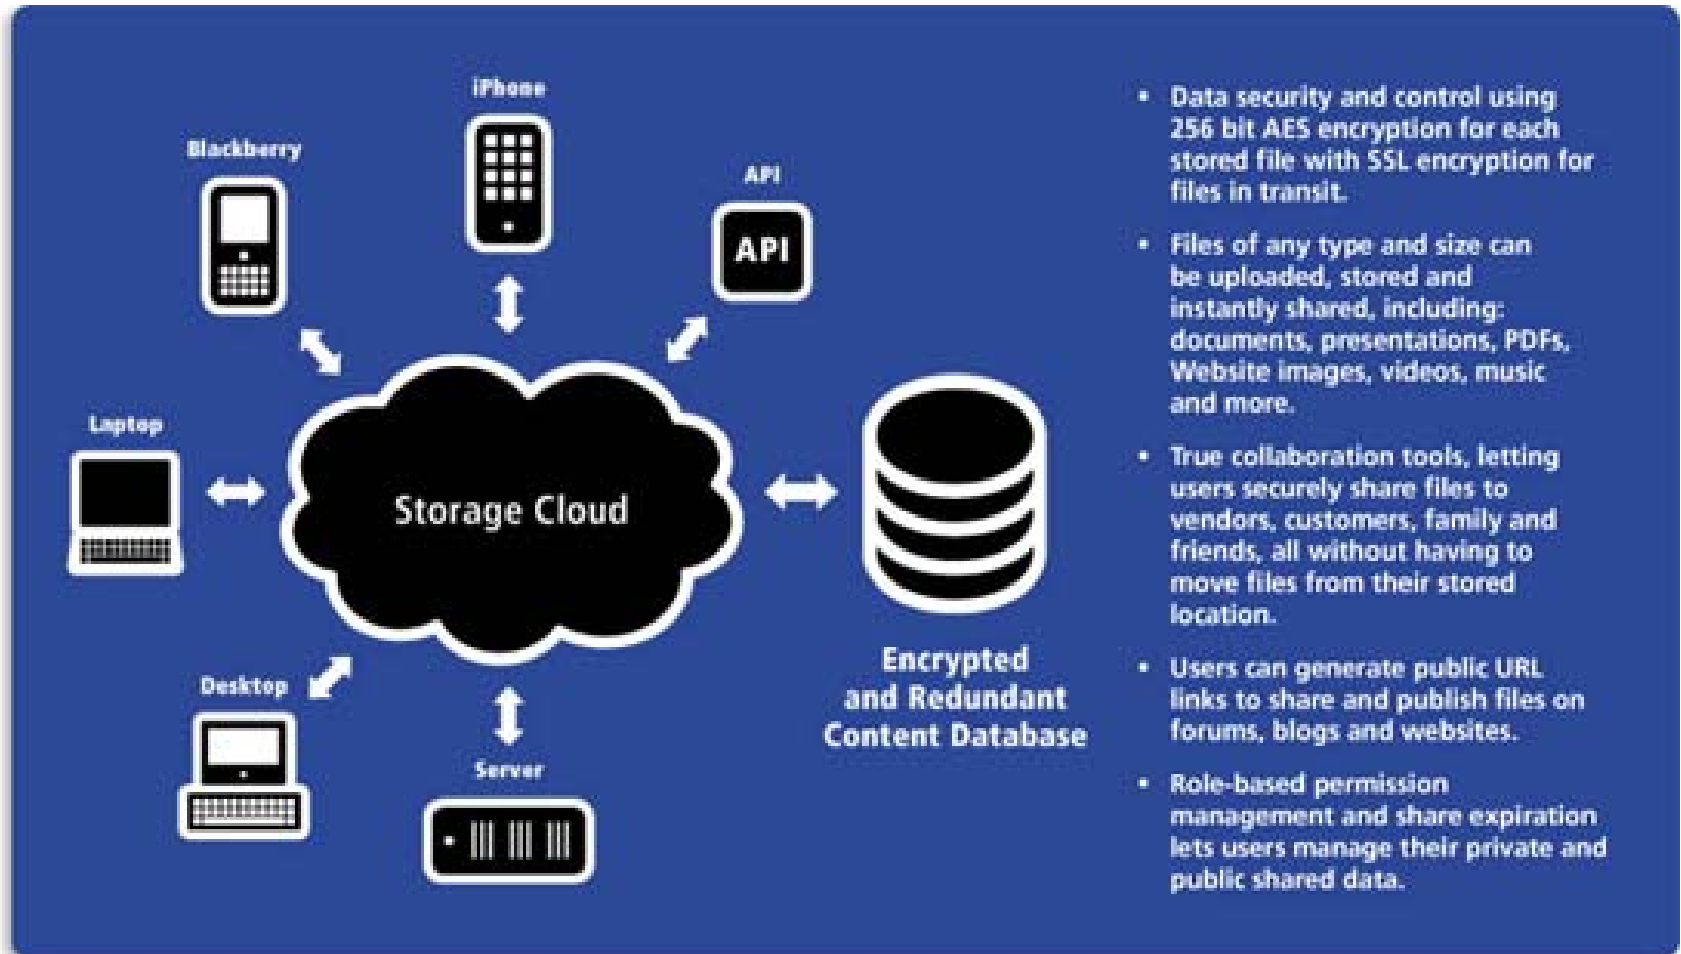 iPhone
Blackberry
API
API
Laptop
Storage Cloud
Encrypted
and Redundant
Content Database
Desktop
Server
• Data security and control using
256 bit AES encryption for each
stored file with SSL encryption for
files in transit.
• Files of any type and size can
be uploaded, stored and
instantly shared, including:
documents, presentations, PDFs,
Website images, videos, music
and more.
• True collaboration tools, letting
users securely share files to
vendors, customers, family and
friends, all without having to
move files from their stored
location.
• Users can generate public URL
links to share and publish files on
forums, blogs and websites.
• Role-based permission
management and share expiration
lets users manage their private and
public shared data.